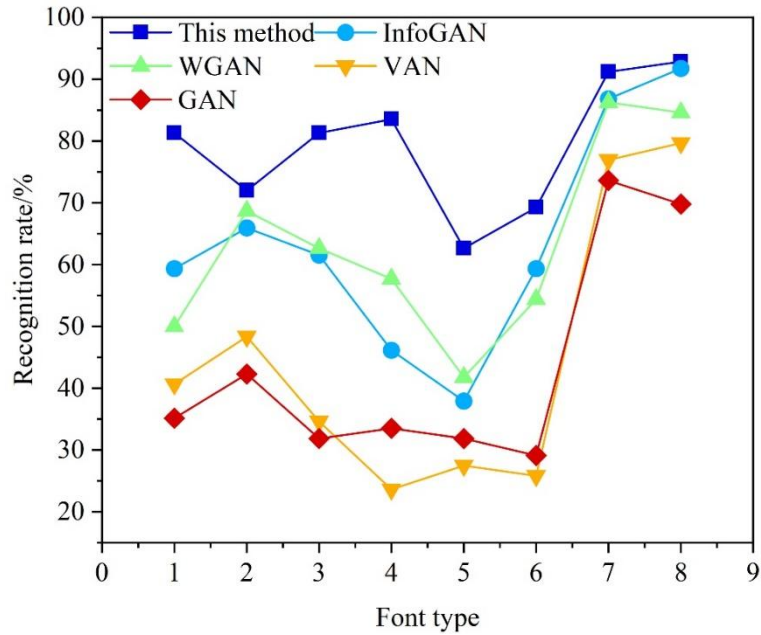 This method InfoGAN
WGAN VAN
GAN
Recognition rate/%
100
90
80
70
60
50
40
30
20
0 1 2 3 4 5 6 7 8 9
Font type